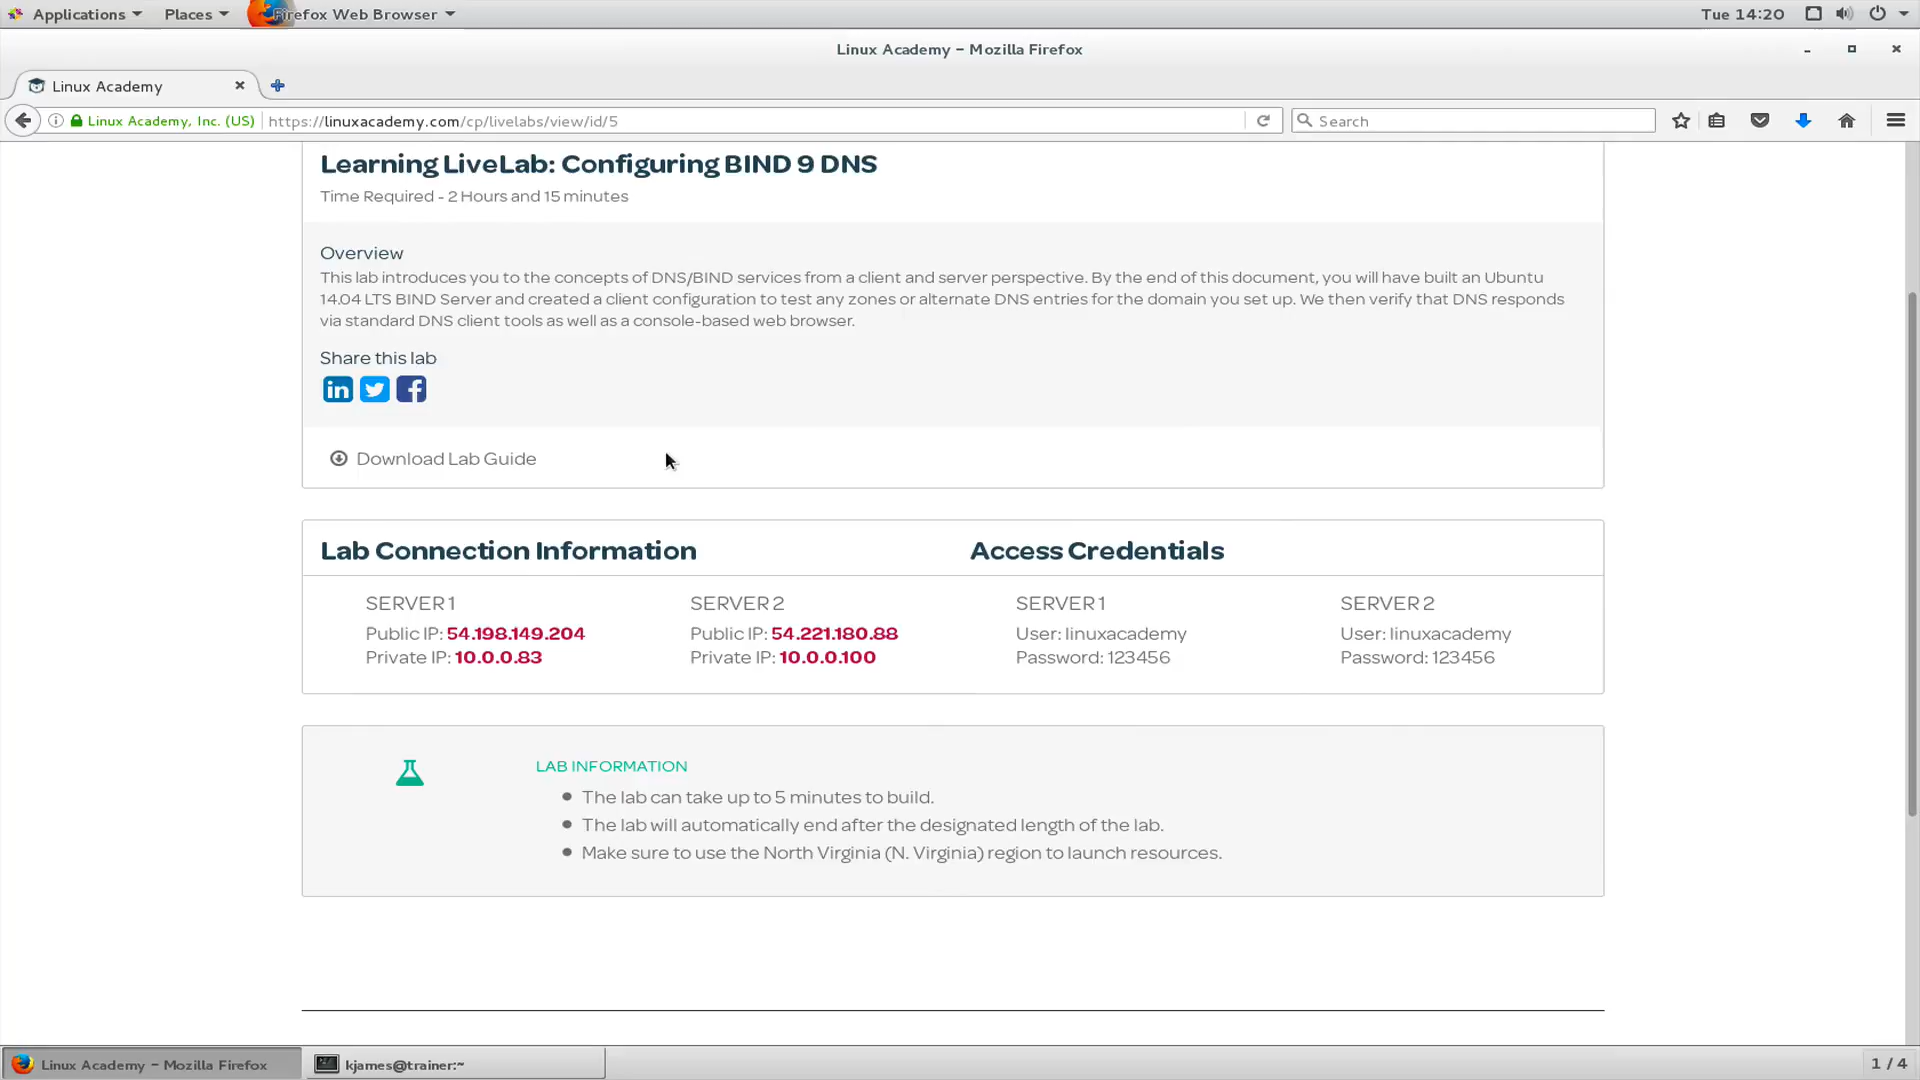 Applications
Places
Firefox Web Browser
Tue 14:20
Linux Academy – Mozilla Firefox
Linux Academy
Linux Academy, Inc. (US)
https://linuxacademy.com/cp/livelabs/view/id/5
Search
Learning LiveLab: Configuring BIND 9 DNS
Time Required - 2 Hours and 15 minutes
Overview
This lab introduces you to the concepts of DNS/BIND services from a client and server perspective. By the end of this document, you will have built an Ubuntu
14.04 LTS BIND Server and created a client configuration to test any zones or alternate DNS entries for the domain you set up. We then verify that DNS responds
via standard DNS client tools as well as a console-based web browser.
Share this lab
Download Lab Guide
Lab Connection Information
Access Credentials
SERVER 1
Public IP: 54.198.149.204
Private IP: 10.0.0.83
SERVER 2
Public IP: 54.221.180.88
Private IP: 10.0.0.100
SERVER 1
User: linuxacademy
Password: 123456
SERVER 2
User: linuxacademy
Password: 123456
LAB INFORMATION
The lab can take up to 5 minutes to build.
The lab will automatically end after the designated length of the lab.
Make sure to use the North Virginia (N. Virginia) region to launch resources.
Linux Academy – Mozilla Firefox
kjames@trainer:~
1 / 4